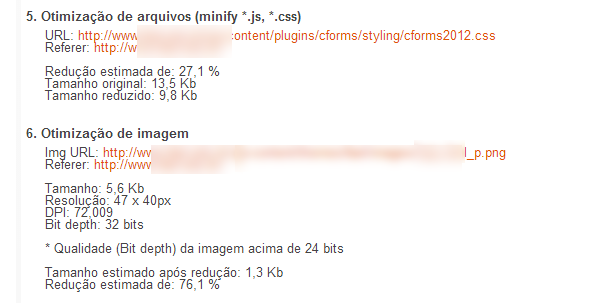 5. Otimização de arquivos (minify *.js, *.css)
URL: http://www content/plugins/cforms/styling/cforms2012.css
Referer: http://w
Redução estimada de: 27,1 %
Tamanho original: 13,5 Kb
Tamanho reduzido: 9,8 Kb
6. Otimização de imagem
Img URL: http://ww l_p.png
Referer: http://www
Tamanho: 5,6 Kb
Resolução: 47 x 40px
DPI: 72,009
Bit depth: 32 bits
* Qualidade (Bit depth) da imagem acima de 24 bits
Tamanho estimado após redução: 1,3 Kb
Redução estimada de: 76,1 %